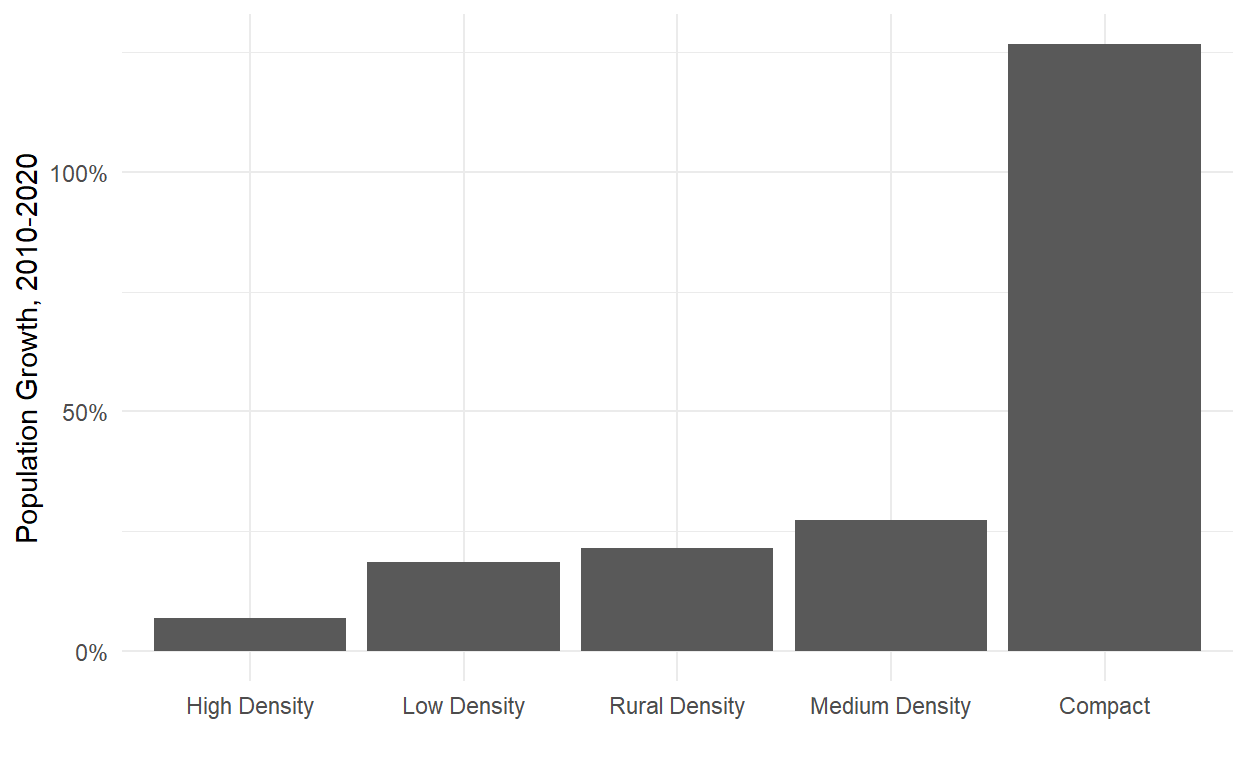 Population Growth, 2010-2020
100%
50%
0%
High Density
Low Density
Rural Density
Medium Density
Compact